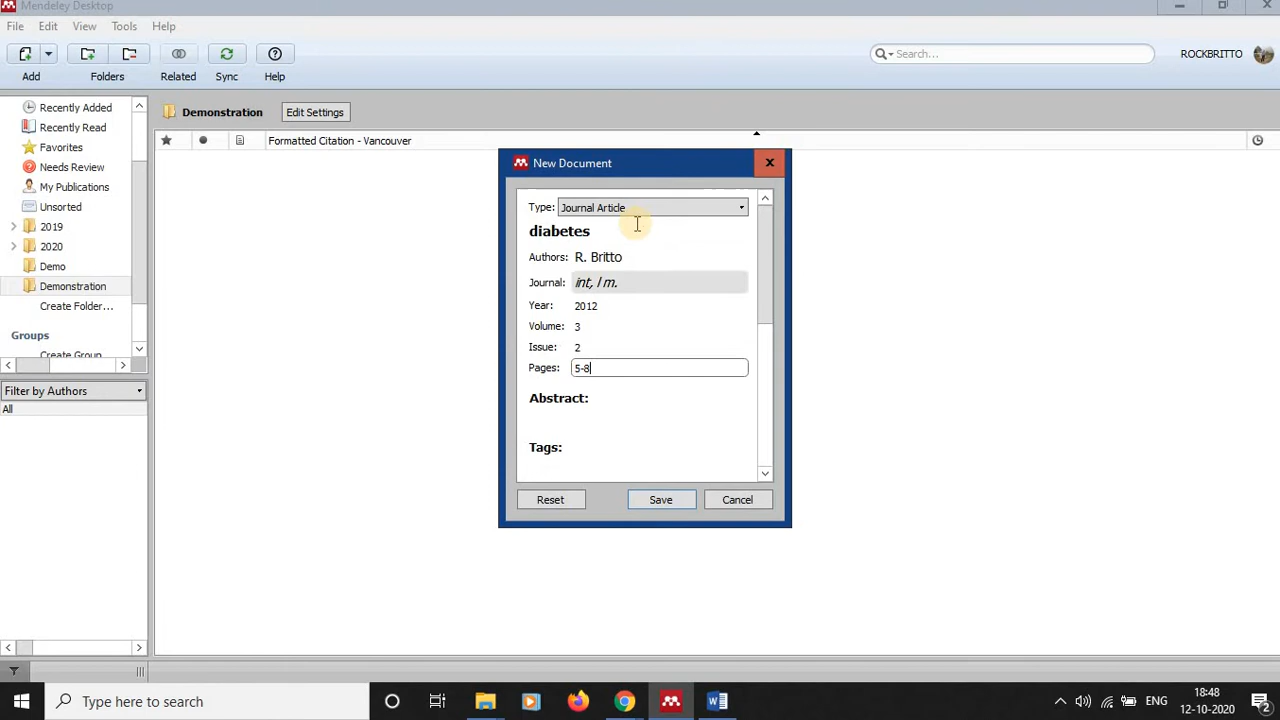 Mendeley Desktop
File Edit View Tools Help
Search...
ROCKBRITTO
Add Folders Related Sync Help
Recently Added
Recently Read
Favorites
Needs Review
My Publications
Unsorted
2019
2020
Demo
Demonstration
Create Folder...
Groups
Create Group
Filter by Authors
All
Demonstration Edit Settings
Formatted Citation - Vancouver
New Document
Type: Journal Article
diabetes
Authors: R. Britto
Journal: int, J m.
Year: 2012
Volume: 3
Issue: 2
Pages: 5-8
Abstract:
Tags:
Reset Save Cancel
Type here to search
ENG
18:48
12-10-2020
2